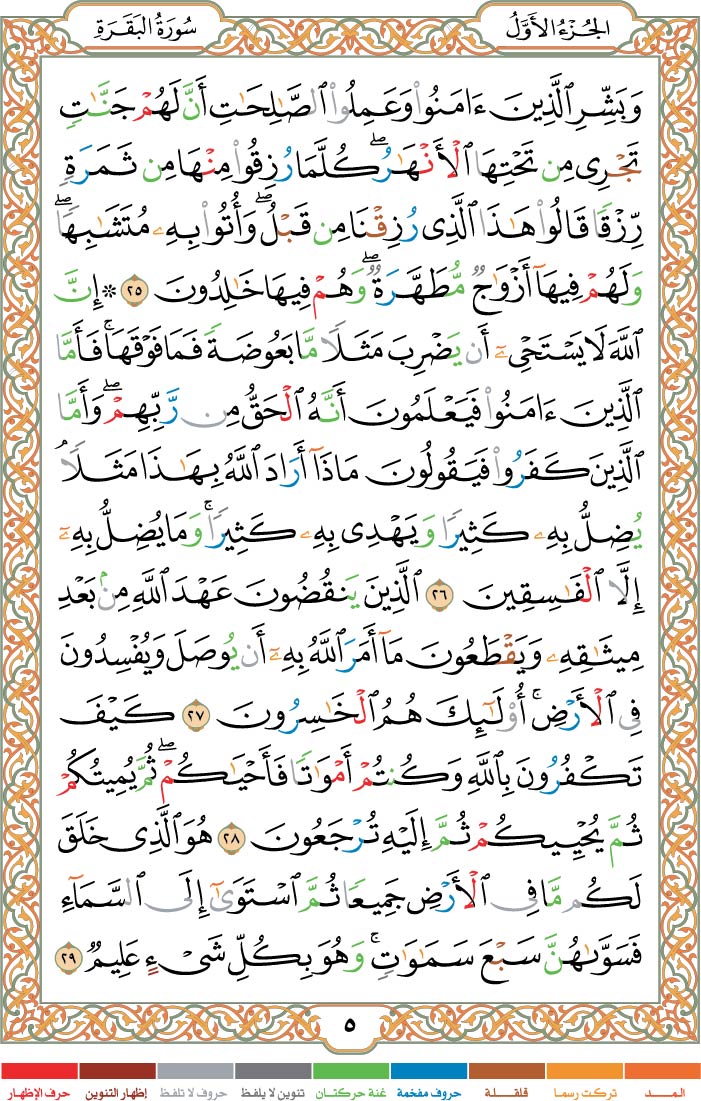 الجُزْءُ الأَوَّلُ
سُورَةُ البَقَرَةِ
وَبَشِّرِ ٱلَّذِينَ ءَامَنُوا۟ وَعَمِلُوا۟ ٱلصَّـٰلِحَـٰتِ أَنَّ لَهُمْ جَنَّـٰتٍ
تَجْرِى مِن تَحْتِهَا ٱلْأَنْهَـٰرُ ۖ كُلَّمَا رُزِقُوا۟ مِنْهَا مِن ثَمَرَةٍ
رِّزْقًا قَالُوا۟ هَـٰذَا ٱلَّذِى رُزِقْنَا مِن قَبْلُ ۖ وَأُتُوا۟ بِهِۦ مُتَشَـٰبِهًا ۖ
وَلَهُمْ فِيهَآ أَزْوَٰجٌ مُّطَهَّرَةٌ ۖ وَهُمْ فِيهَا خَـٰلِدُونَ ٢٥ ۞ إِنَّ
ٱللَّهَ لَا يَسْتَحْىِۦٓ أَن يَضْرِبَ مَثَلًا مَّا بَعُوضَةً فَمَا فَوْقَهَا ۚ فَأَمَّا
ٱلَّذِينَ ءَامَنُوا۟ فَيَعْلَمُونَ أَنَّهُ ٱلْحَقُّ مِن رَّبِّهِمْ ۖ وَأَمَّا
ٱلَّذِينَ كَفَرُوا۟ فَيَقُولُونَ مَاذَآ أَرَادَ ٱللَّهُ بِهَـٰذَا مَثَلًا ۘ
يُضِلُّ بِهِۦ كَثِيرًا وَيَهْدِى بِهِۦ كَثِيرًا ۚ وَمَا يُضِلُّ بِهِۦٓ
إِلَّا ٱلْفَـٰسِقِينَ ٢٦ ٱلَّذِينَ يَنقُضُونَ عَهْدَ ٱللَّهِ مِنۢ بَعْدِ
مِيثَـٰقِهِۦ وَيَقْطَعُونَ مَآ أَمَرَ ٱللَّهُ بِهِۦٓ أَن يُوصَلَ وَيُفْسِدُونَ
فِى ٱلْأَرْضِ ۚ أُو۟لَـٰٓئِكَ هُمُ ٱلْخَـٰسِرُونَ ٢٧ كَيْفَ
تَكْفُرُونَ بِٱللَّهِ وَكُنتُمْ أَمْوَٰتًا فَأَحْيَـٰكُمْ ۖ ثُمَّ يُمِيتُكُمْ
ثُمَّ يُحْيِيكُمْ ثُمَّ إِلَيْهِ تُرْجَعُونَ ٢٨ هُوَ ٱلَّذِى خَلَقَ
لَكُم مَّا فِى ٱلْأَرْضِ جَمِيعًا ثُمَّ ٱسْتَوَىٰٓ إِلَى ٱلسَّمَآءِ
فَسَوَّىٰهُنَّ سَبْعَ سَمَـٰوَٰتٍ ۚ وَهُوَ بِكُلِّ شَىْءٍ عَلِيمٌ ٢٩
٥
المـــد تركت رسما قلقـــلة حروف مفخمة غنة حركتـان تنوين لا يلفظ حروف لا تلفظ إظهار التنوين حرف الإظهار